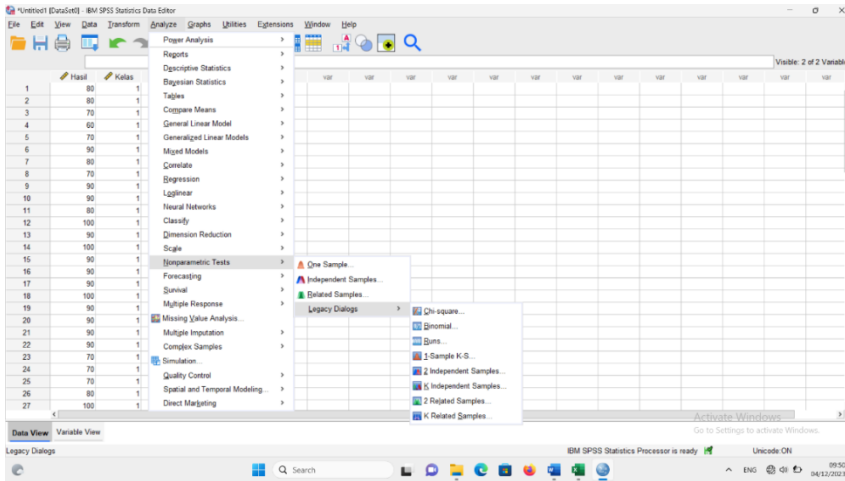 *Untitled1 [DataSet0] - IBM SPSS Statistics Data Editor
File Edit View Data Transform Analyze Graphs Utilities Extensions Window Help
Visible: 2 of 2 Variable
Hasil Kelas var var var var var var var var var var var var var
1 80 1
2 80 1
3 70 1
4 60 1
5 70 1
6 90 1
7 80 1
8 70 1
9 90 1
10 90 1
11 80 1
12 100 1
13 90 1
14 100 1
15 90 1
16 90 1
17 90 1
18 100 1
19 90 1
20 90 1
21 90 1
22 90 1
23 70 1
24 70 1
25 70 1
26 80 1
27 100 1
Power Analysis
Reports
Descriptive Statistics
Bayesian Statistics
Tables
Compare Means
General Linear Model
Generalized Linear Models
Mixed Models
Correlate
Regression
Loglinear
Neural Networks
Classify
Dimension Reduction
Scale
Nonparametric Tests
Forecasting
Survival
Multiple Response
Missing Value Analysis...
Multiple Imputation
Complex Samples
Simulation...
Quality Control
Spatial and Temporal Modeling...
Direct Marketing
One Sample...
Independent Samples...
Related Samples...
Legacy Dialogs
Chi-square...
Binomial...
Runs...
1-Sample K-S...
2 Independent Samples...
K Independent Samples...
2 Related Samples...
K Related Samples...
Activate Windows
Go to Settings to activate Windows.
Data View Variable View
Legacy Dialogs
IBM SPSS Statistics Processor is ready
Unicode:ON
Search
ENG
09:50
04/12/2023